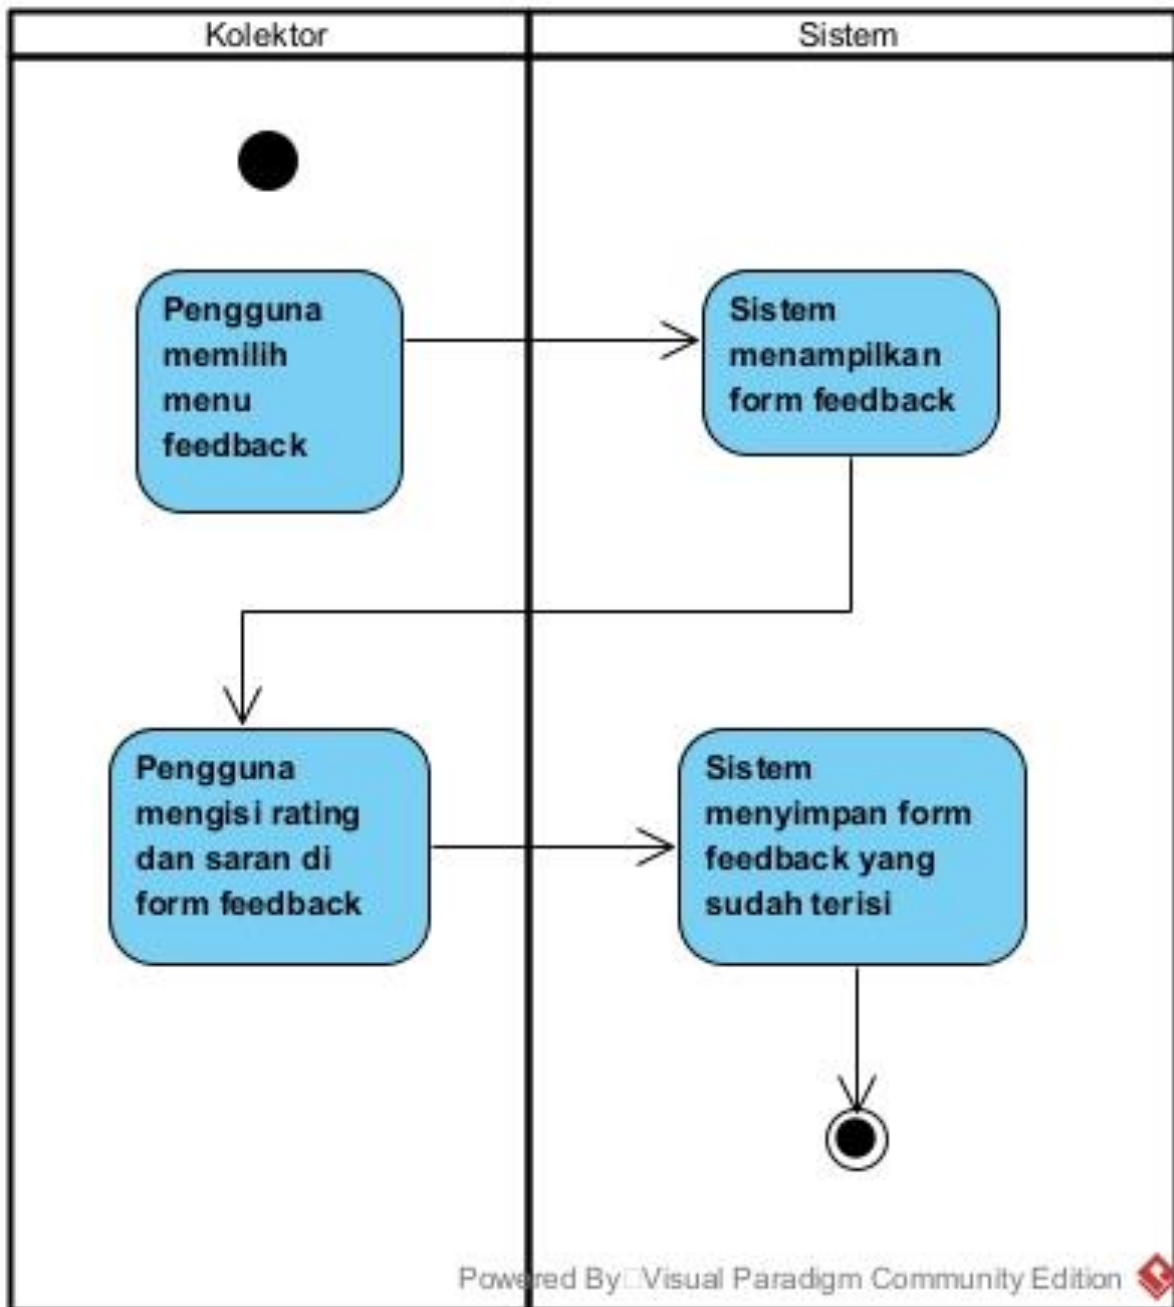 Kolektor
Sistem
Pengguna
memilih
menu
feedback
Sistem
menampilkan
form feedback
Pengguna
mengisi rating
dan saran di
form feedback
Sistem
menyimpan form
feedback yang
sudah terisi
Powered By Visual Paradigm Community Edition